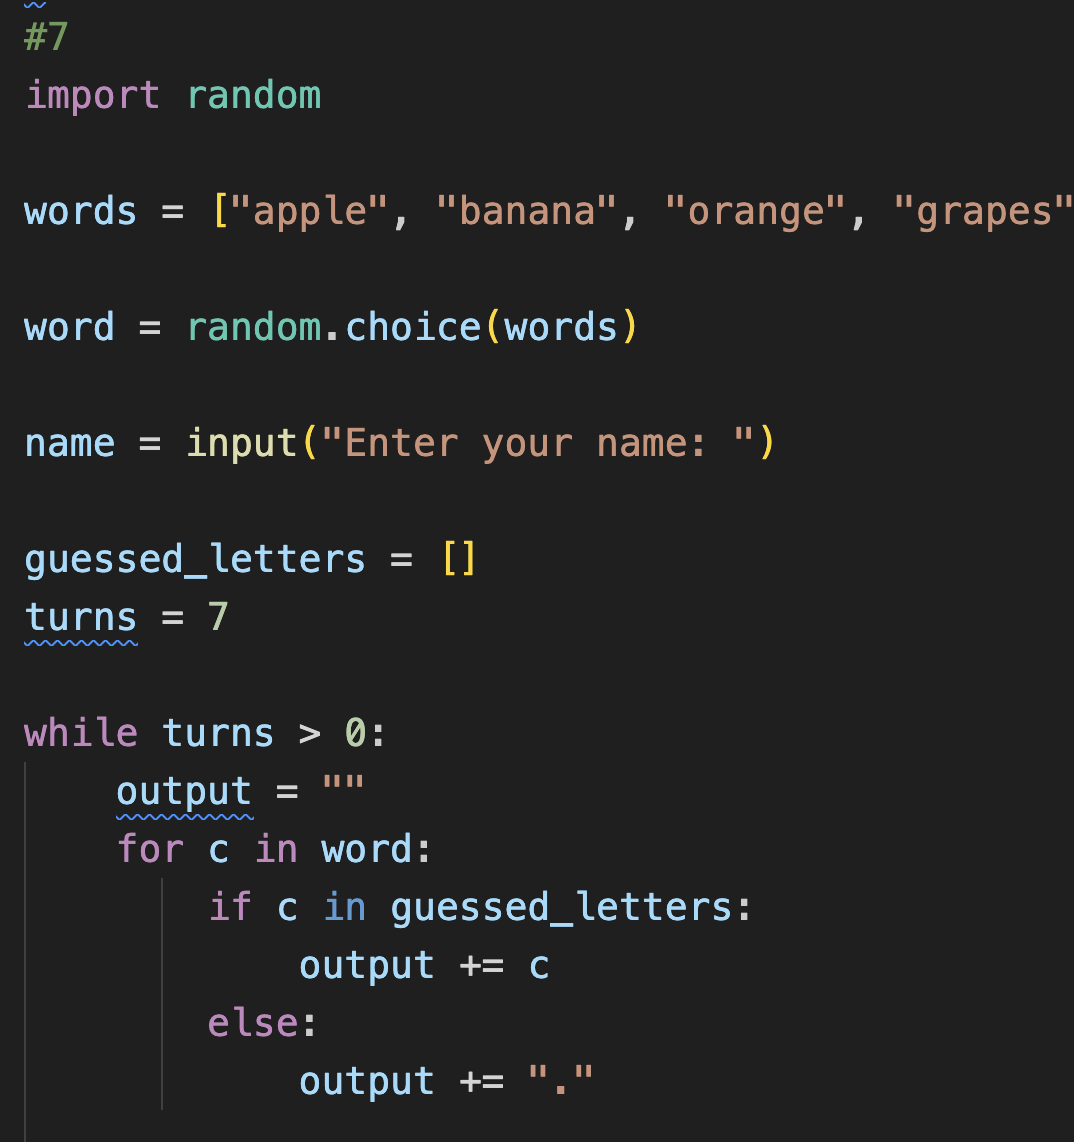 #7
import random
words = ["apple", "banana", "orange", "grapes"
word = random.choice(words)
name = input("Enter your name: ")
guessed_letters = []
turns = 7
while turns > 0:
    output = ""
    for c in word:
        if c in guessed_letters:
            output += c
        else:
            output += "."